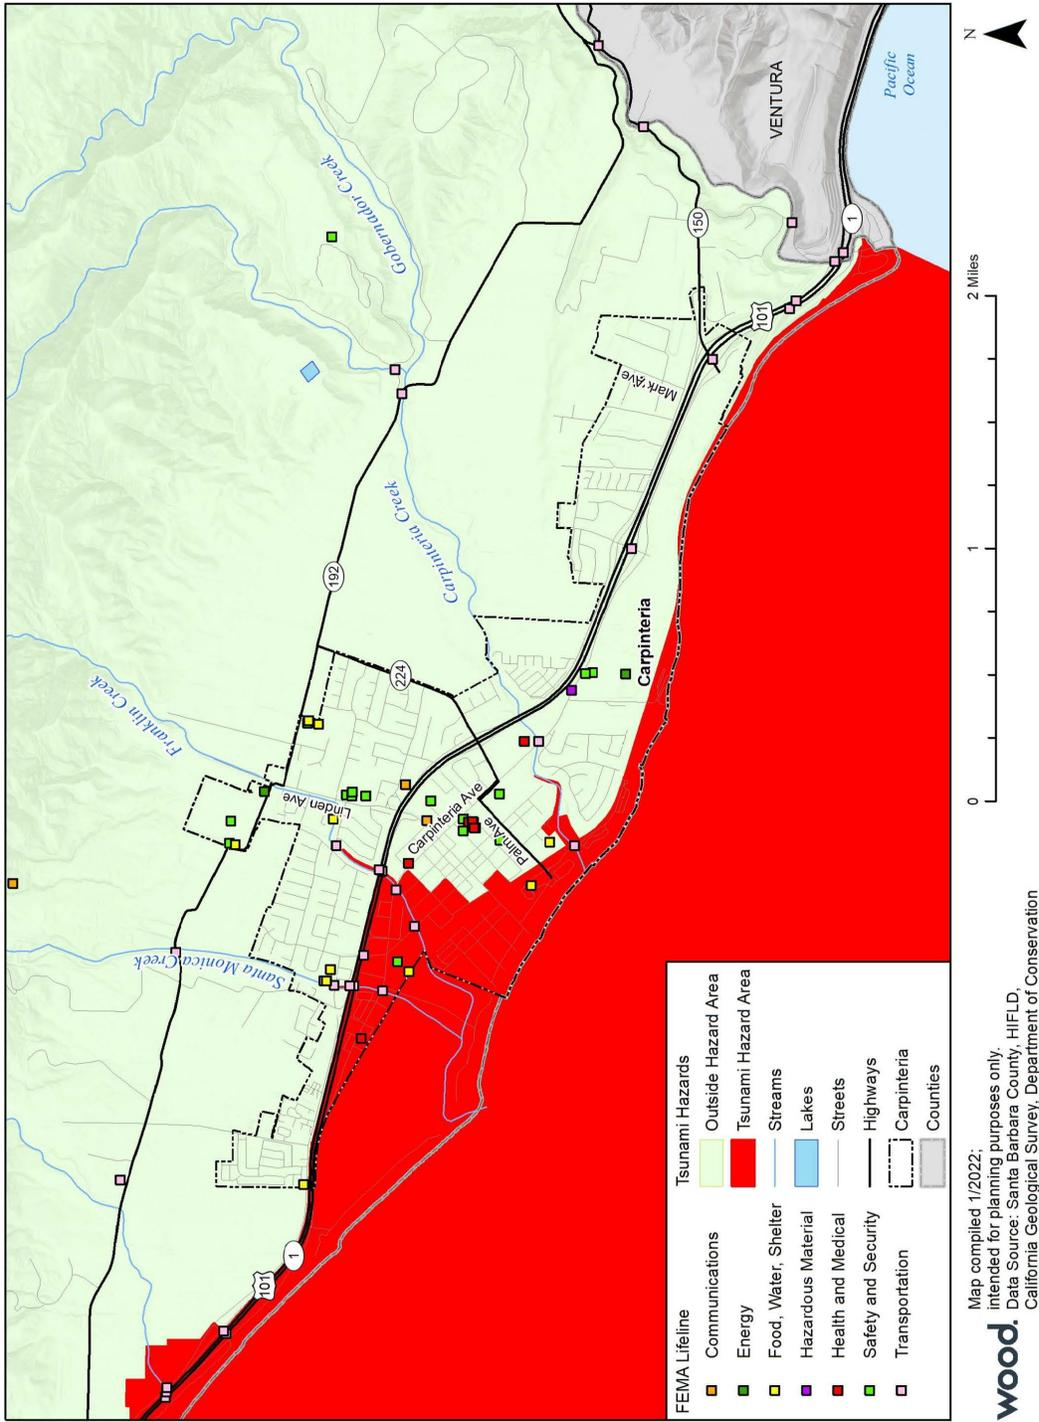 Gobernador Creek
Carpinteria Creek
Franklin Creek
Santa Monica Creek
192
224
150
101
1
101
1
Linden Ave
Carpinteria Ave
Palm Ave
Mark Ave
Carpinteria
VENTURA
Pacific
Ocean
N
0
1
2 Miles
FEMA Lifeline
Communications
Energy
Food, Water, Shelter
Hazardous Material
Health and Medical
Safety and Security
Transportation
Tsunami Hazards
Outside Hazard Area
Tsunami Hazard Area
Streams
Lakes
Streets
Highways
Carpinteria
Counties
wood.
Map compiled 1/2022;
intended for planning purposes only.
Data Source: Santa Barbara County, HIFLD,
California Geological Survey, Department of Conservation